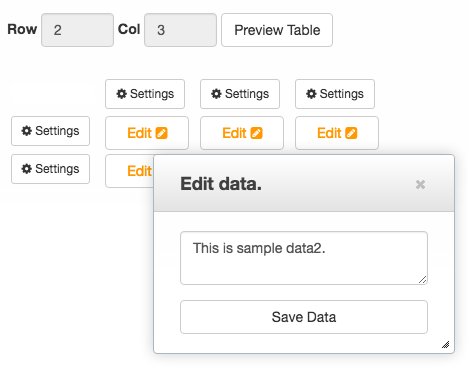 Row 2 Col 3 Preview Table
Settings Settings Settings
Settings Edit Edit Edit
Settings Edit
Edit data.
This is sample data2.
Save Data